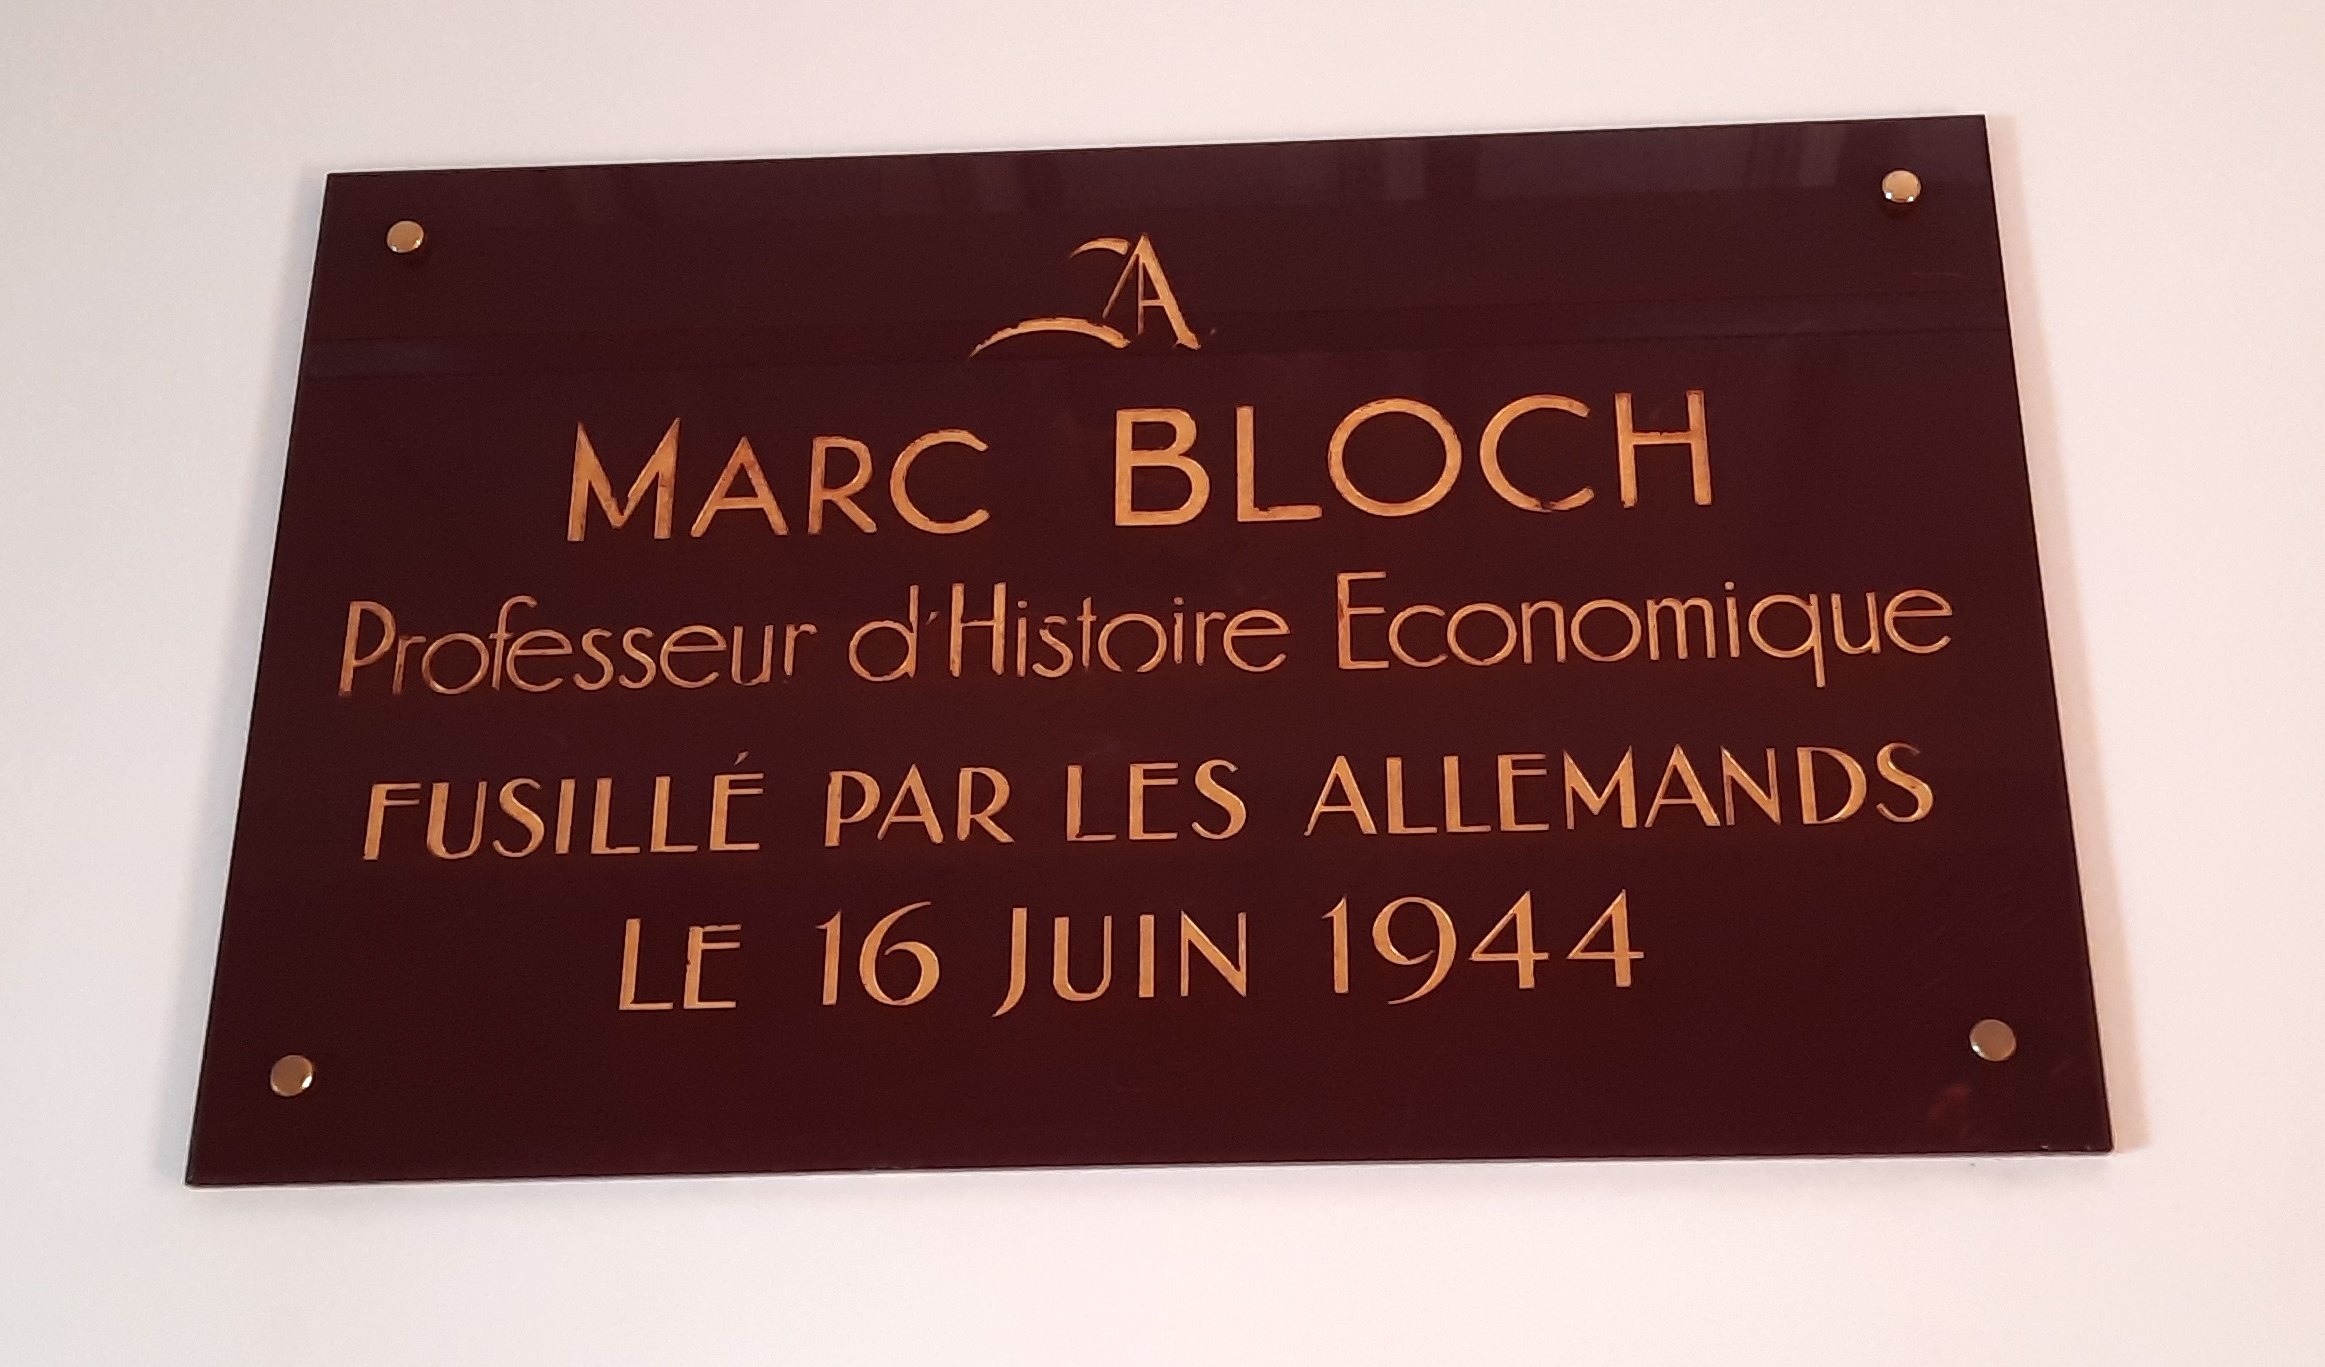 A
MARC BLOCH
Professeur d'Histoire Economique
FUSILLÉ PAR LES ALLEMANDS
LE 16 JUIN 1944